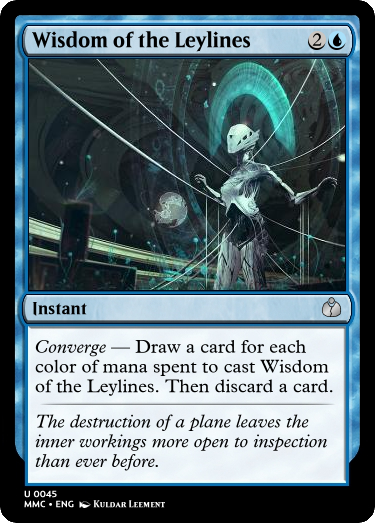 Wisdom of the Leylines 2
Instant
Converge — Draw a card for each
color of mana spent to cast Wisdom
of the Leylines. Then discard a card.
The destruction of a plane leaves the
inner workings more open to inspection
than ever before.
U 0045
MMC • ENG Kuldar Leement